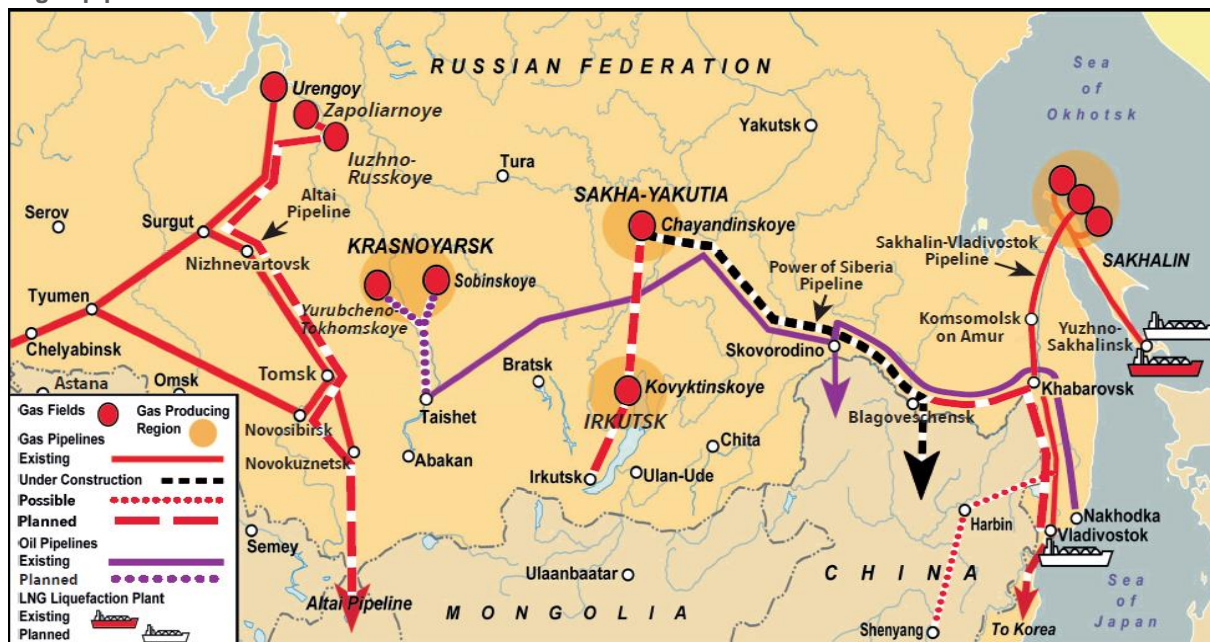 RUSSIAN FEDERATION
Sea
of
Okhotsk
Urengoy
Zapoliarnoye
Iuzhno-
Russkoye
Yakutsk
Tura
Altai
Pipeline
Serov
Surgut
Nizhnevartovsk
SAKHA-YAKUTIA
Chayandinskoye
KRASNOYARSK
Sobinskoye
Yurubcheno-
Tokhomskoye
Power of Siberia
Pipeline
Sakhalin-Vladivostok
Pipeline
SAKHALIN
Tyumen
Chelyabinsk
Komsomolsk
on Amur
Yuzhno-
Sakhalinsk
Skovorodino
Astana
Omsk
Tomsk
Bratsk
Kovyktinskoye
IRKUTSK
Khabarovsk
Blagoveschensk
Taishet
Novosibirsk
Novokuznetsk
Abakan
Chita
Irkutsk
Ulan-Ude
Harbin
Nakhodka
Vladivostok
Semey
Ulaanbaatar
CHINA
Altai Pipeline
MONGOLIA
Shenyang
To Korea
Sea
of
Japan
Gas Fields
Gas Producing
Region
Gas Pipelines
Existing
Under Construction
Possible
Planned
Oil Pipelines
Existing
Planned
LNG Liquefaction Plant
Existing
Planned